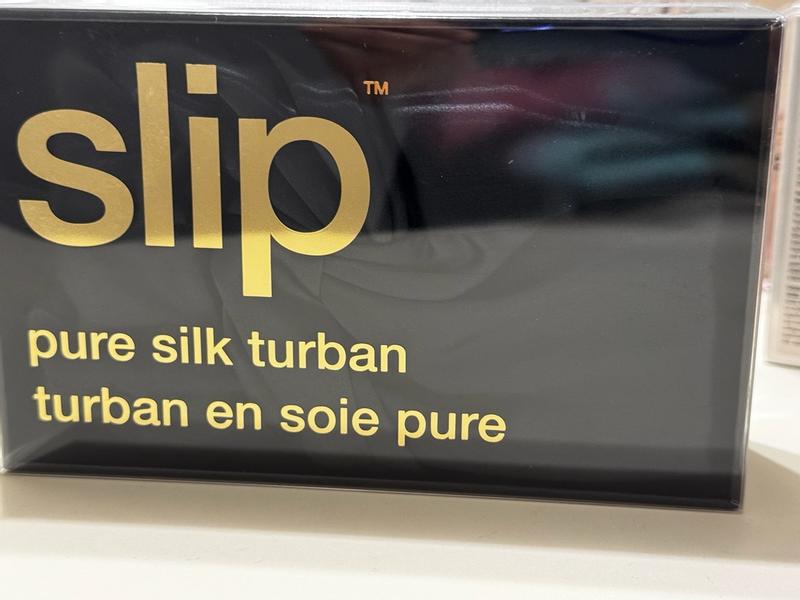 slip™
pure silk turban
turban en soie pure